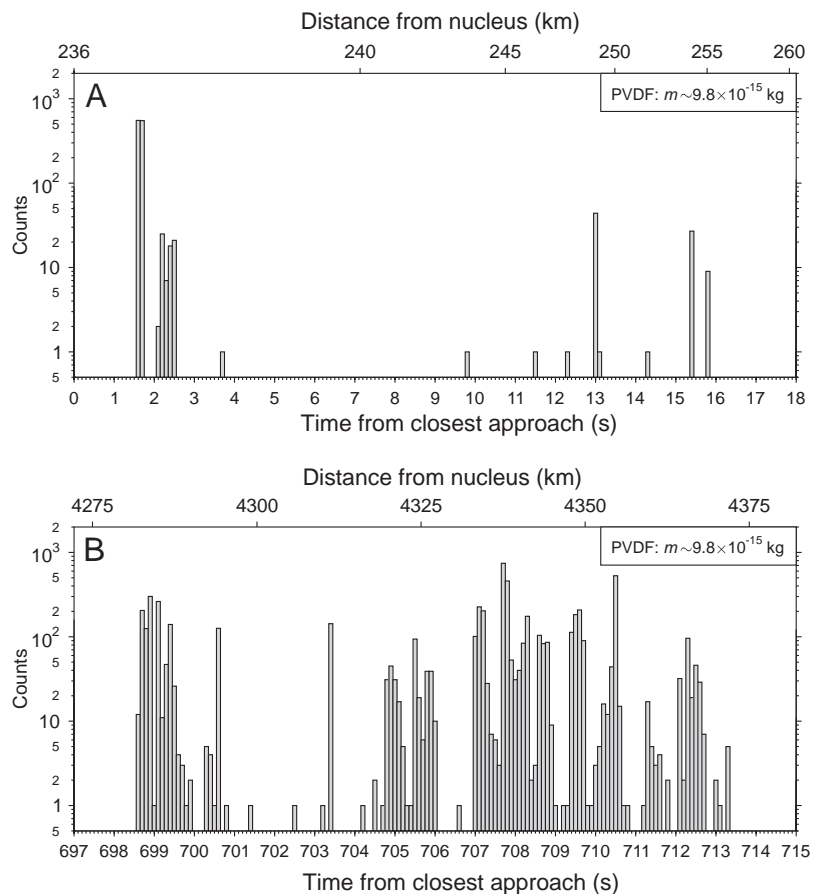 Distance from nucleus (km)
236 240 245 250 255 260
A
PVDF: m~9.8×10⁻¹⁵ kg
2
10³
5
2
10²
5
2
10
5
2
1
5
Counts
0 1 2 3 4 5 6 7 8 9 10 11 12 13 14 15 16 17 18
Time from closest approach (s)
Distance from nucleus (km)
4275 4300 4325 4350 4375
B
PVDF: m~9.8×10⁻¹⁵ kg
2
10³
5
2
10²
5
2
10
5
2
1
5
Counts
697 698 699 700 701 702 703 704 705 706 707 708 709 710 711 712 713 714 715
Time from closest approach (s)